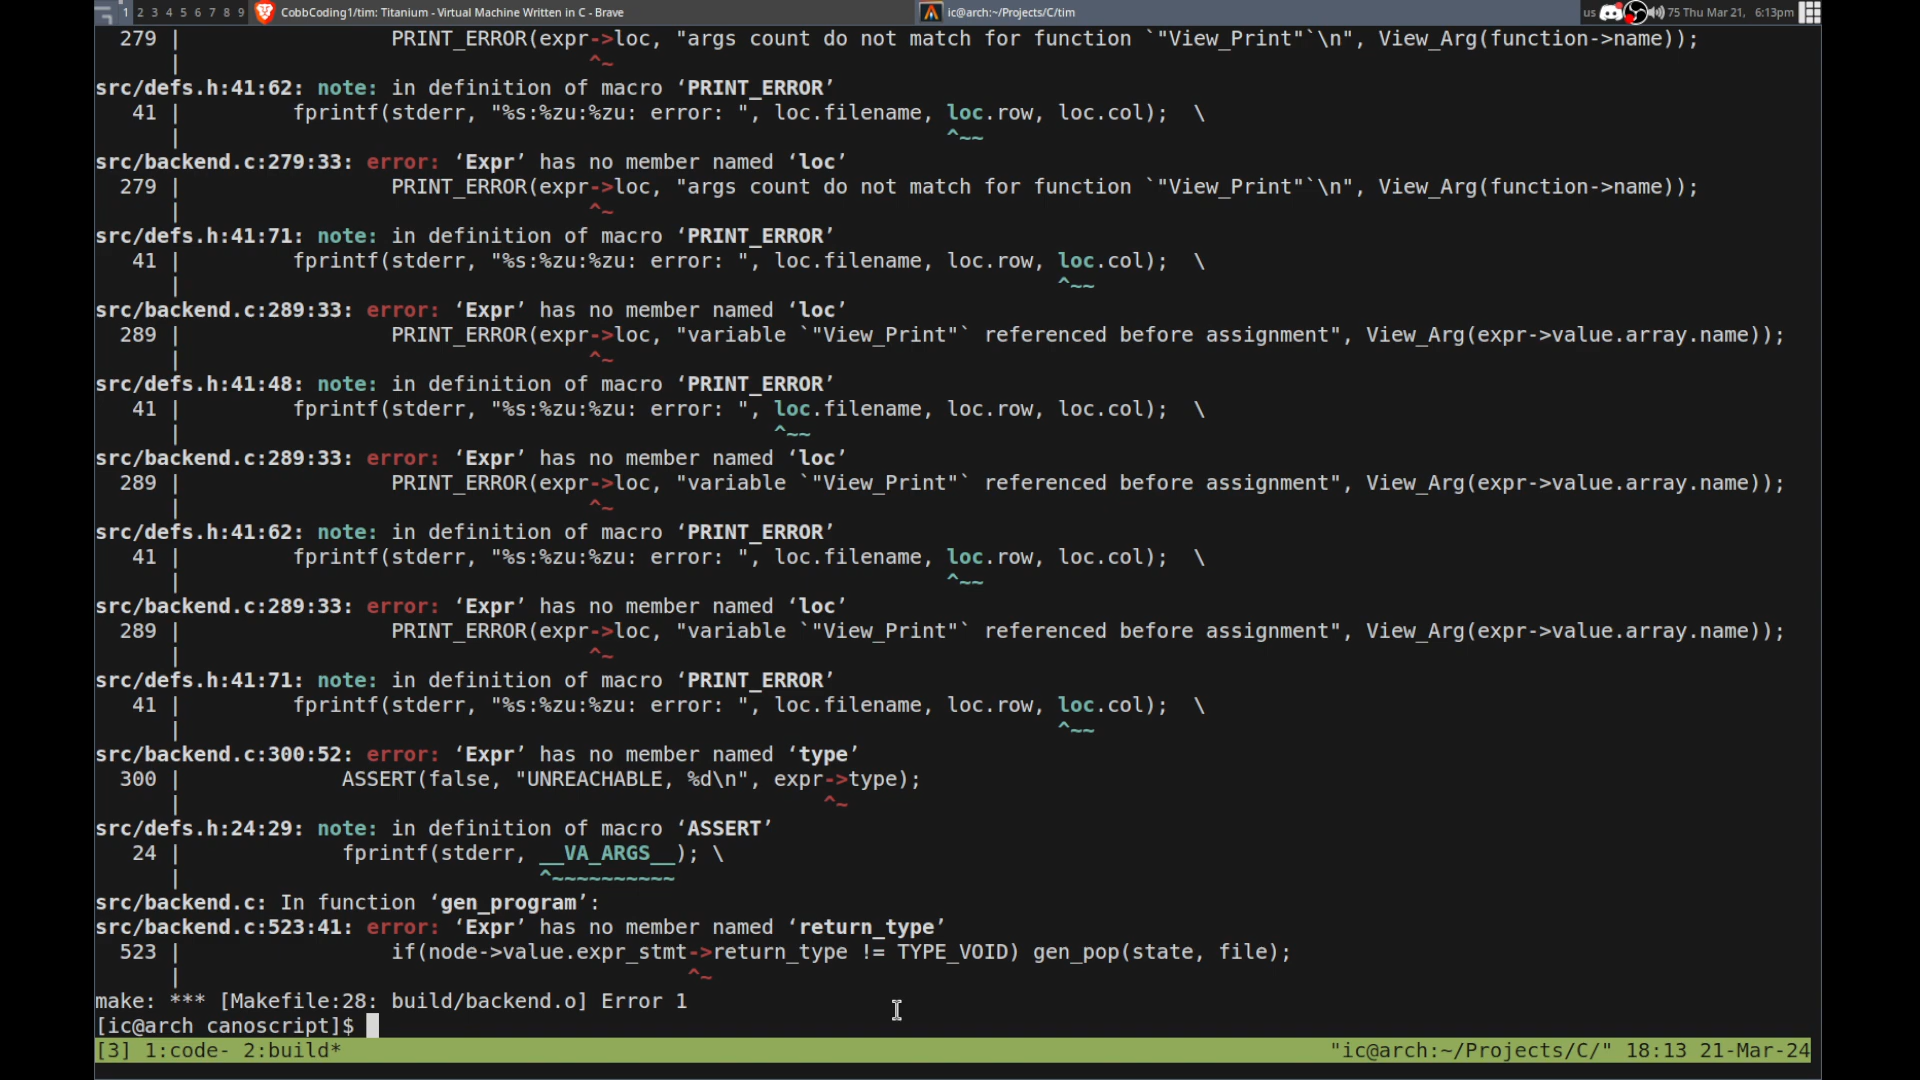 1 2 3 4 5 6 7 8 9 CobbCoding1/tim: Titanium - Virtual Machine Written in C - Brave ic@arch:~/Projects/C/tim us 75 Thu Mar 21, 6:13pm
279 | PRINT_ERROR(expr->loc, "args count do not match for function `"View_Print"`\n", View_Arg(function->name));
| ^~
src/defs.h:41:62: note: in definition of macro ‘PRINT_ERROR’
41 | fprintf(stderr, "%s:%zu:%zu: error: ", loc.filename, loc.row, loc.col); \
| ^~~
src/backend.c:279:33: error: ‘Expr’ has no member named ‘loc’
279 | PRINT_ERROR(expr->loc, "args count do not match for function `"View_Print"`\n", View_Arg(function->name));
| ^~
src/defs.h:41:71: note: in definition of macro ‘PRINT_ERROR’
41 | fprintf(stderr, "%s:%zu:%zu: error: ", loc.filename, loc.row, loc.col); \
| ^~~
src/backend.c:289:33: error: ‘Expr’ has no member named ‘loc’
289 | PRINT_ERROR(expr->loc, "variable `"View_Print"` referenced before assignment", View_Arg(expr->value.array.name));
| ^~
src/defs.h:41:48: note: in definition of macro ‘PRINT_ERROR’
41 | fprintf(stderr, "%s:%zu:%zu: error: ", loc.filename, loc.row, loc.col); \
| ^~~
src/backend.c:289:33: error: ‘Expr’ has no member named ‘loc’
289 | PRINT_ERROR(expr->loc, "variable `"View_Print"` referenced before assignment", View_Arg(expr->value.array.name));
| ^~
src/defs.h:41:62: note: in definition of macro ‘PRINT_ERROR’
41 | fprintf(stderr, "%s:%zu:%zu: error: ", loc.filename, loc.row, loc.col); \
| ^~~
src/backend.c:289:33: error: ‘Expr’ has no member named ‘loc’
289 | PRINT_ERROR(expr->loc, "variable `"View_Print"` referenced before assignment", View_Arg(expr->value.array.name));
| ^~
src/defs.h:41:71: note: in definition of macro ‘PRINT_ERROR’
41 | fprintf(stderr, "%s:%zu:%zu: error: ", loc.filename, loc.row, loc.col); \
| ^~~
src/backend.c:300:52: error: ‘Expr’ has no member named ‘type’
300 | ASSERT(false, "UNREACHABLE, %d\n", expr->type);
| ^~
src/defs.h:24:29: note: in definition of macro ‘ASSERT’
24 | fprintf(stderr, __VA_ARGS__); \
| ^~~~~~~~~~~
src/backend.c: In function ‘gen_program’:
src/backend.c:523:41: error: ‘Expr’ has no member named ‘return_type’
523 | if(node->value.expr_stmt->return_type != TYPE_VOID) gen_pop(state, file);
| ^~
make: *** [Makefile:28: build/backend.o] Error 1
[ic@arch canoscript]$
[3] 1:code- 2:build* "ic@arch:~/Projects/C/" 18:13 21-Mar-24